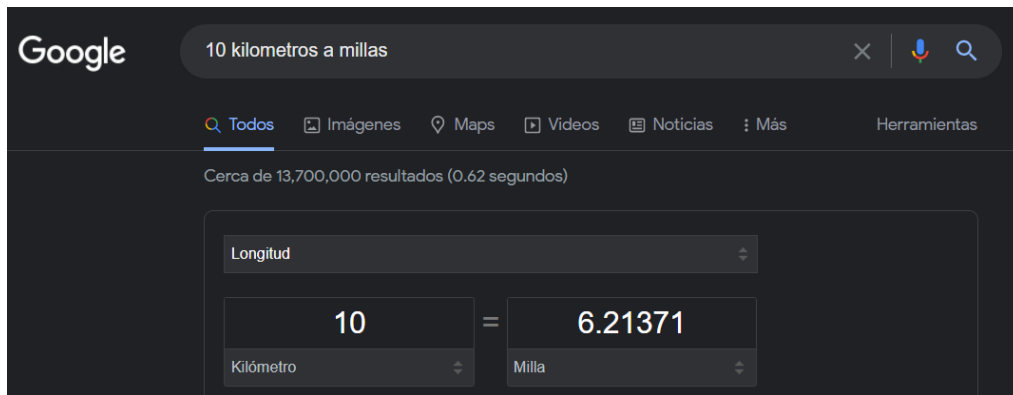 Google
10 kilometros a millas
Todos Imágenes Maps Videos Noticias Más Herramientas
Cerca de 13,700,000 resultados (0.62 segundos)
Longitud
10 = 6.21371
Kilómetro Milla